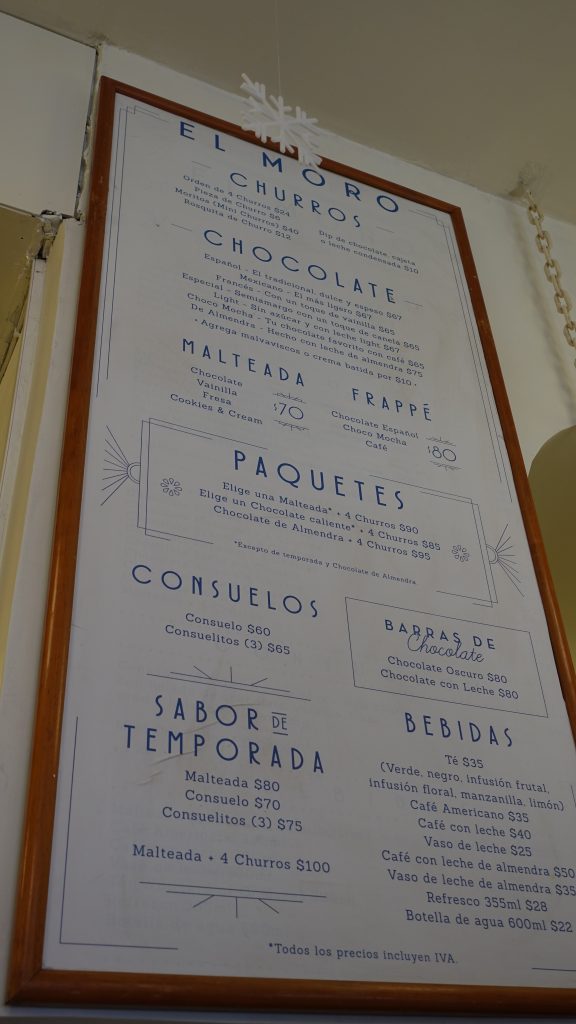 EL MORO
CHURROS
Orden de 4 Churros $24
Pieza de Churro $6
Moritos (Mini Churros) $40
Rosquita de Churro $12
Dip de chocolate, cajeta
o leche condensada $10
CHOCOLATE
Español - El tradicional, dulce y espeso $67
Mexicano - El más ligero $67
Francés - Con un toque de vainilla $65
Especial - Semiamargo con un toque de canela $65
Light - Sin azúcar y con leche light $67
Choco Mocha - Tu chocolate favorito con café $65
De Almendra - Hecho con leche de almendra $75
* Agrega malvaviscos o crema batida por $10 *
MALTEADA
Chocolate
Vainilla
Fresa
Cookies & Cream
$70
FRAPPÉ
Chocolate Español
Choco Mocha
Café
$80
PAQUETES
Elige una Malteada* + 4 Churros $90
Elige un Chocolate caliente* + 4 Churros $85
Chocolate de Almendra + 4 Churros $95
*Excepto de temporada y Chocolate de Almendra.
CONSUELOS
Consuelo $60
Consuelitos (3) $65
BARRAS DE
Chocolate
Chocolate Oscuro $80
Chocolate con Leche $80
SABOR DE
TEMPORADA
Malteada $80
Consuelo $70
Consuelitos (3) $75
Malteada + 4 Churros $100
BEBIDAS
Té $35
(Verde, negro, infusión frutal,
infusión floral, manzanilla, limón)
Café Americano $35
Café con leche $40
Vaso de leche $25
Café con leche de almendra $50
Vaso de leche de almendra $35
Refresco 355ml $28
Botella de agua 600ml $22
*Todos los precios incluyen IVA.